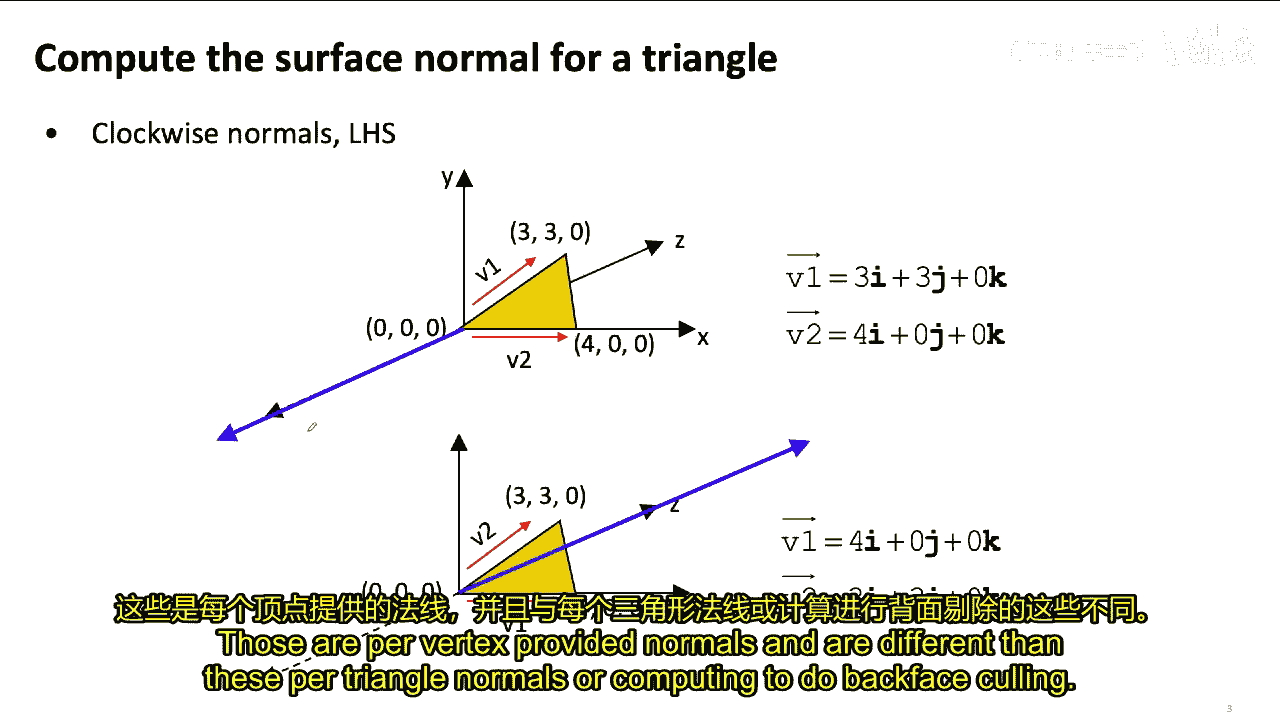 Compute the surface normal for a triangle
• Clockwise normals, LHS
y
(3, 3, 0)
z
v1
(0, 0, 0)
x
(4, 0, 0)
v2
v1 = 3i + 3j + 0k
v2 = 4i + 0j + 0k
(3, 3, 0)
z
v2
v1 = 4i + 0j + 0k
这些是每个顶点提供的法线，并且与每个三角形法线或计算进行背面剔除的这些不同。
Those are per vertex provided normals and are different than
these per triangle normals or computing to do backface culling.
3